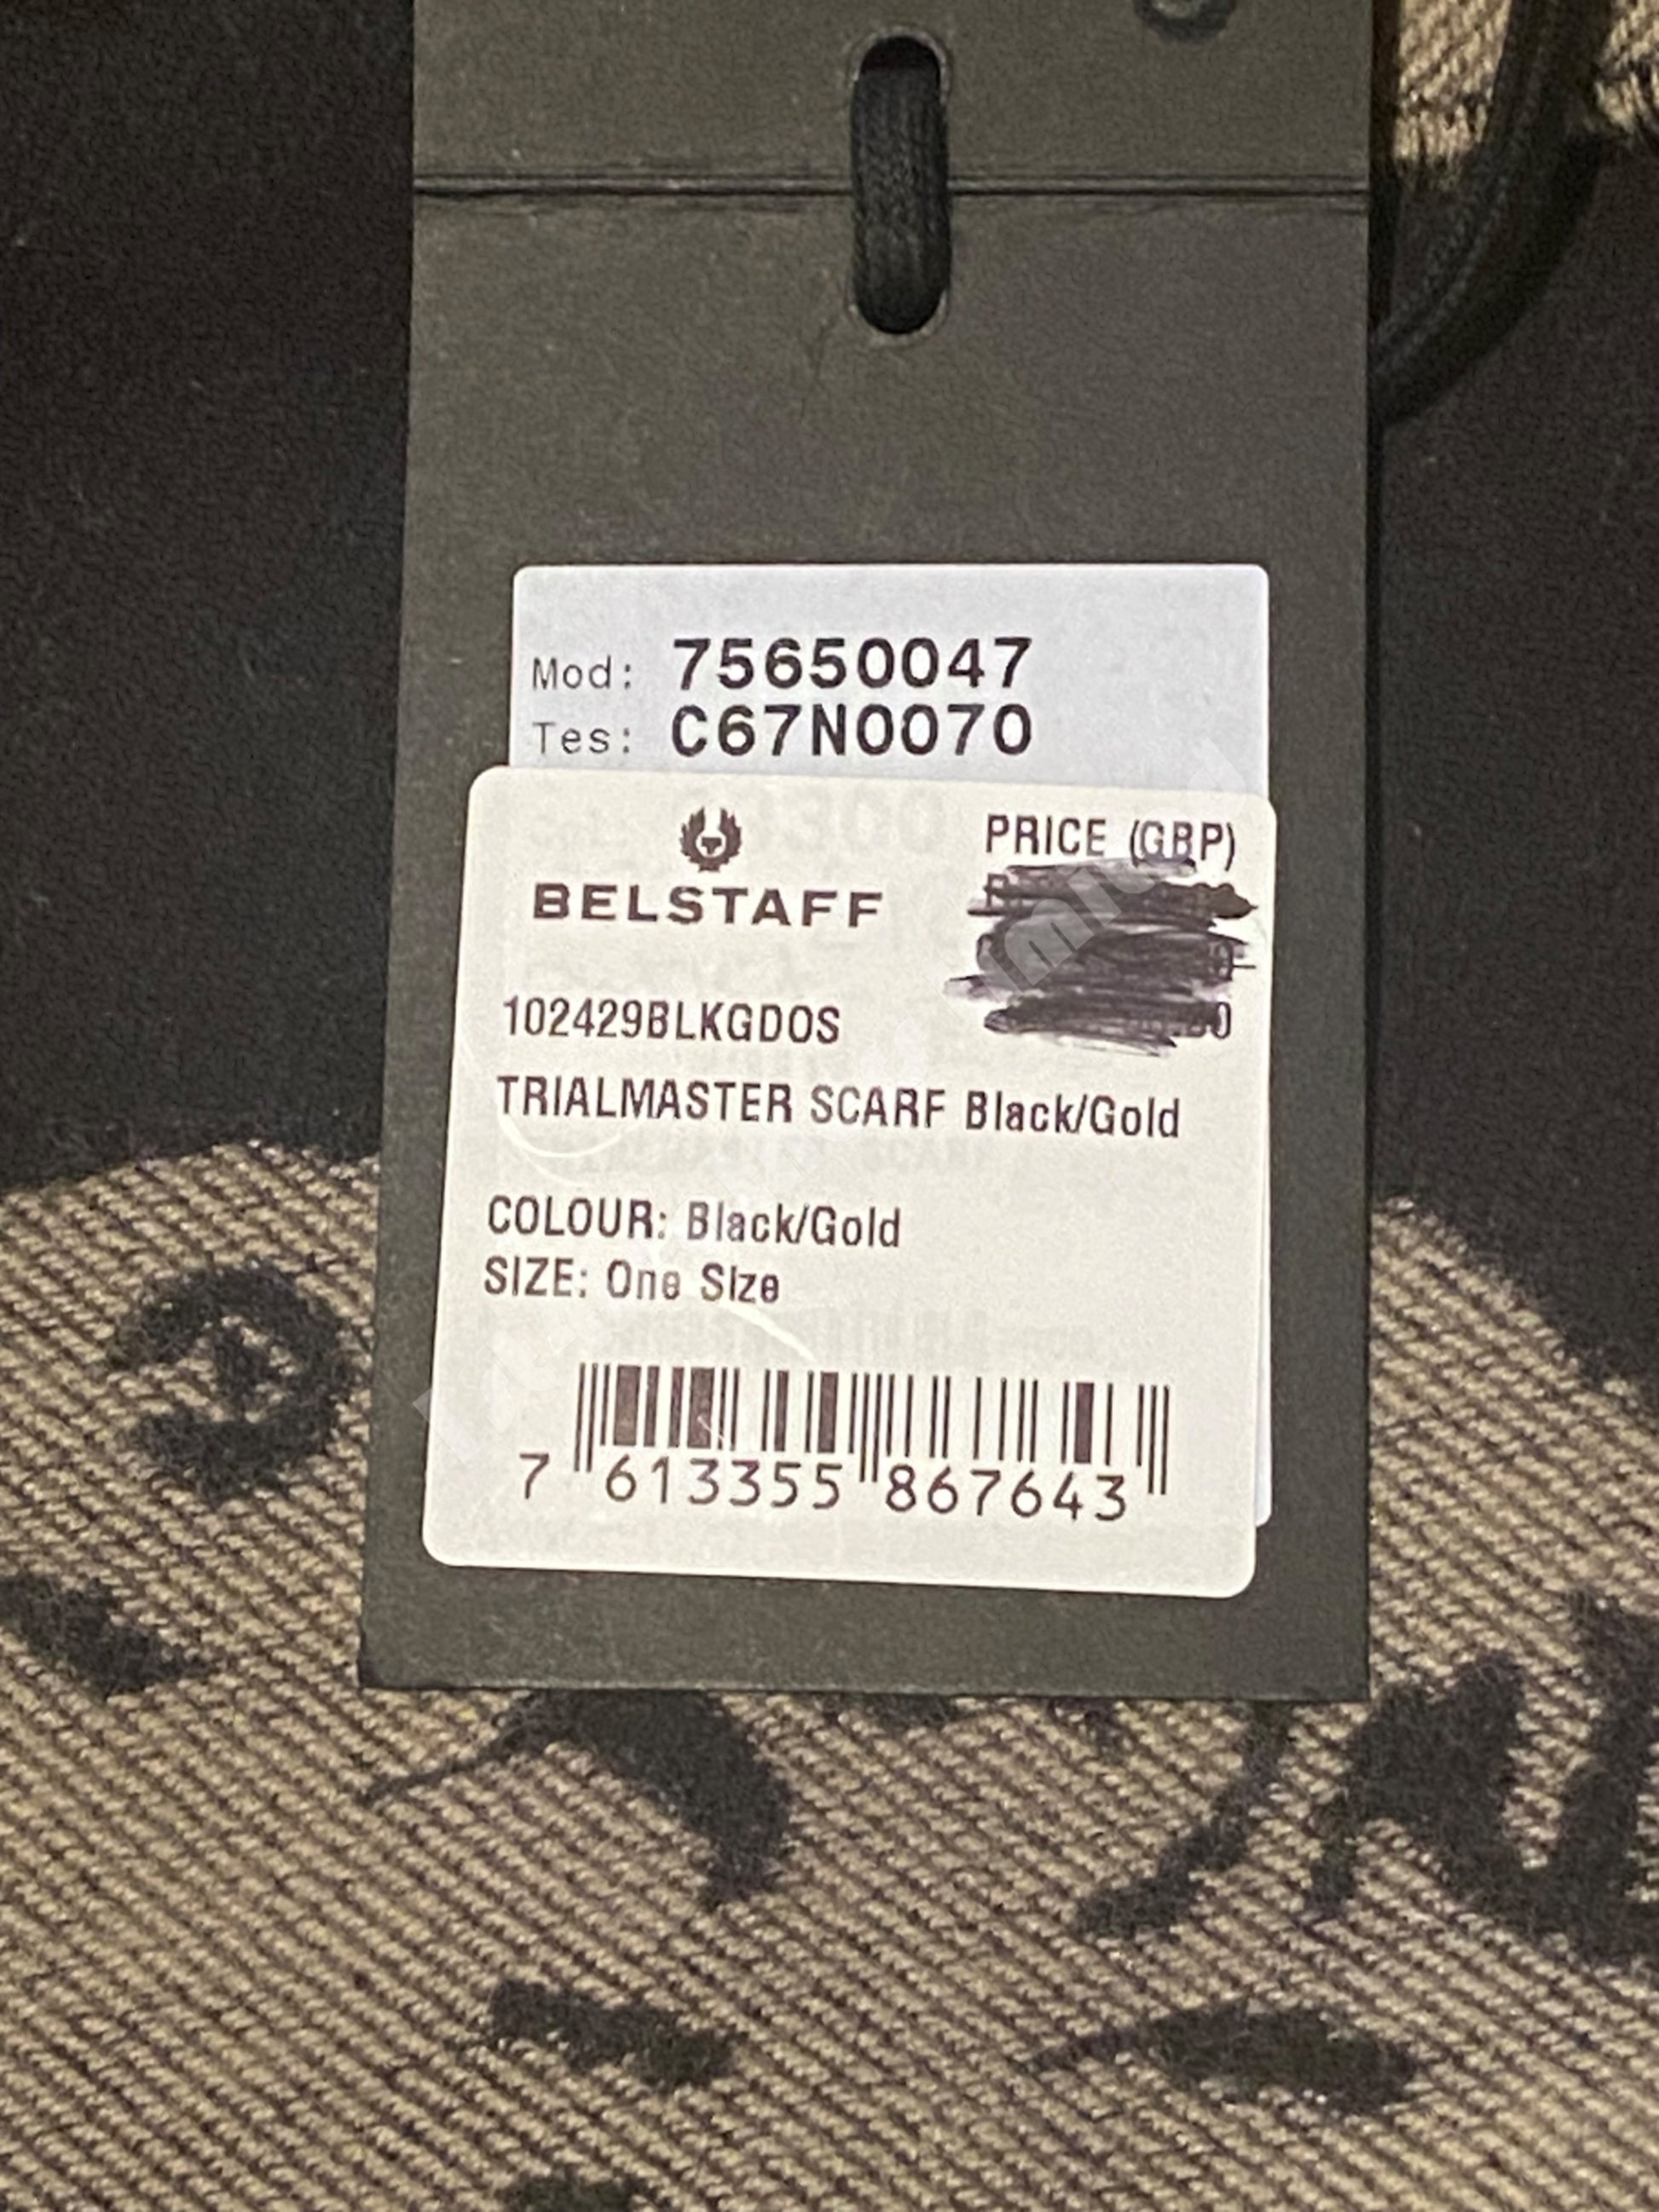 Mod: 75650047
Tes: C67N0070
BELSTAFF
PRICE (GBP)
102429BLKGDOS
TRIALMASTER SCARF Black/Gold
COLOUR: Black/Gold
SIZE: One Size
7 613355 867643